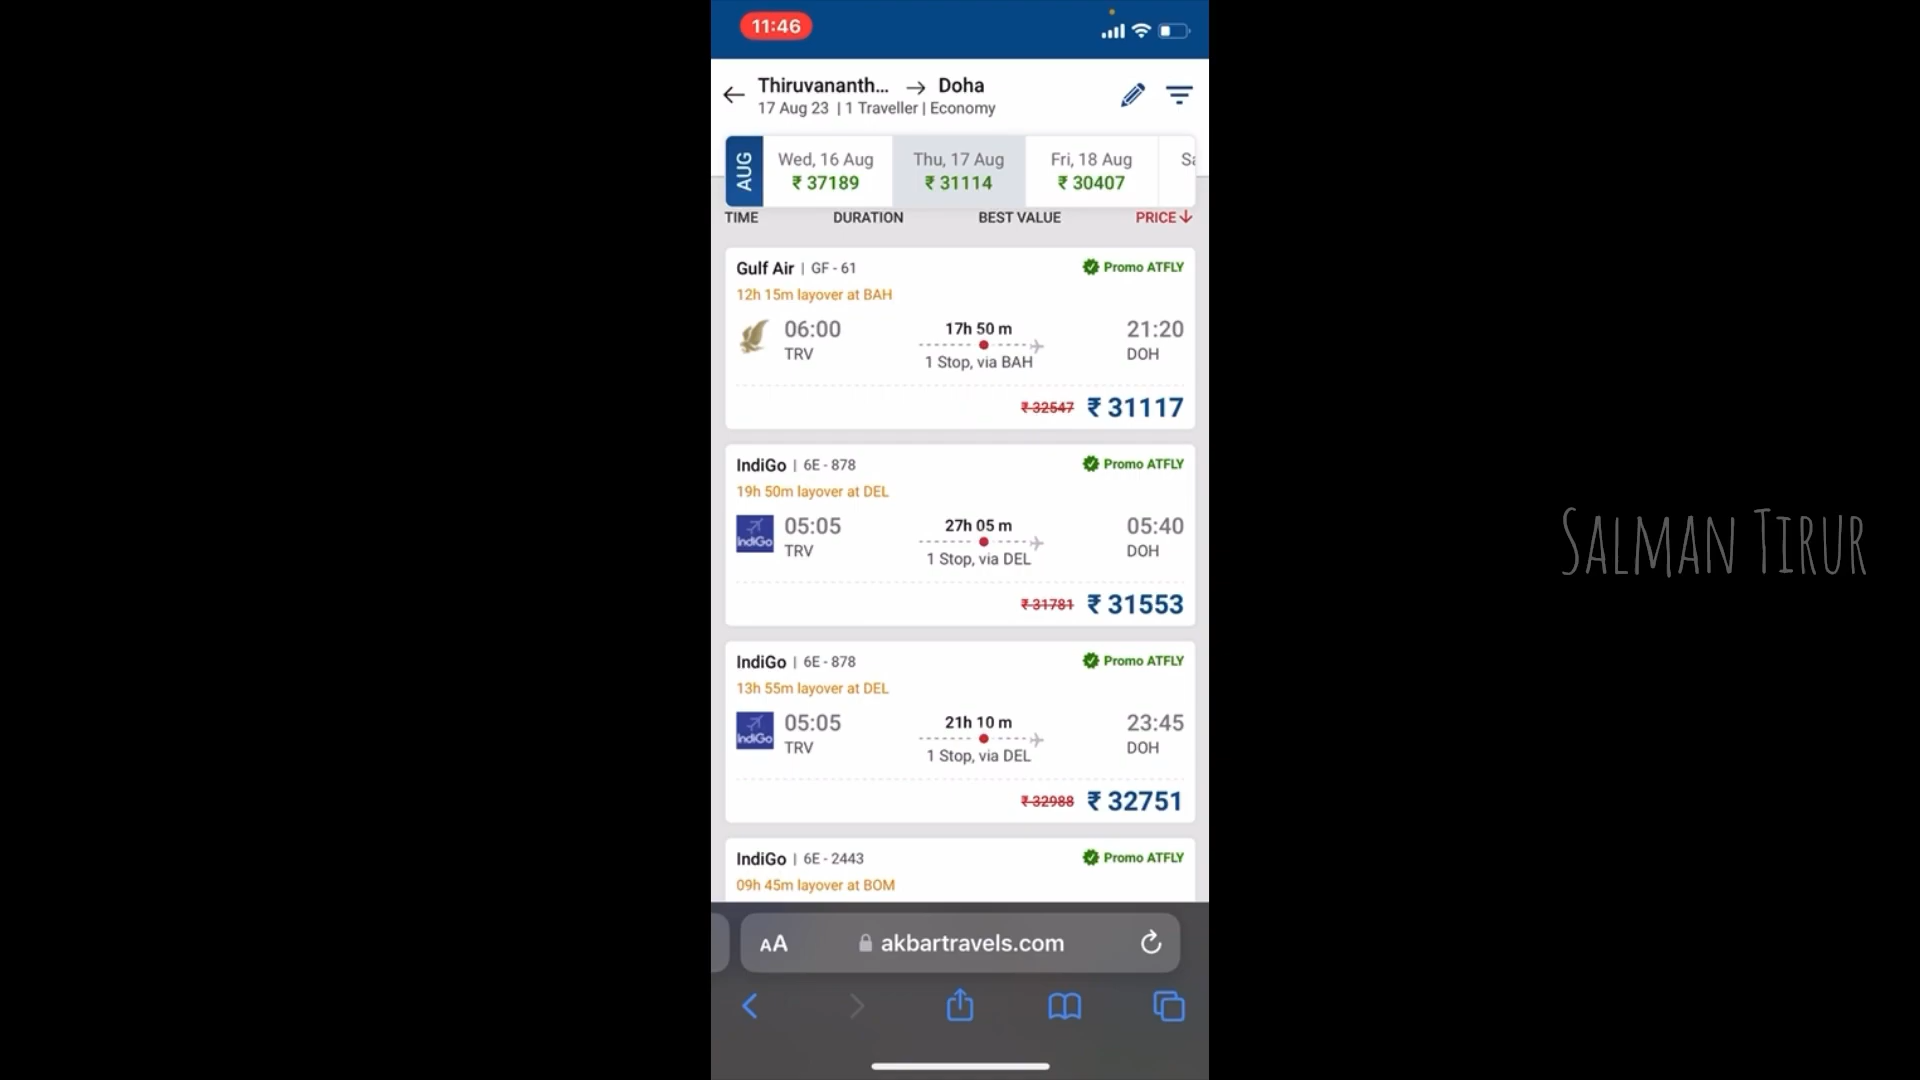 11:46
Thiruvananth... → Doha
17 Aug 23 | 1 Traveller | Economy
AUG
Wed, 16 Aug
₹ 37189
Thu, 17 Aug
₹ 31114
Fri, 18 Aug
₹ 30407
TIME DURATION BEST VALUE PRICE↓
Gulf Air | GF - 61 Promo ATFLY
12h 15m layover at BAH
06:00 17h 50 m 21:20
TRV 1 Stop, via BAH DOH
₹ 32547 ₹ 31117
IndiGo | 6E - 878 Promo ATFLY
19h 50m layover at DEL
IndiGo
05:05 27h 05 m 05:40
TRV 1 Stop, via DEL DOH
₹ 31781 ₹ 31553
IndiGo | 6E - 878 Promo ATFLY
13h 55m layover at DEL
IndiGo
05:05 21h 10 m 23:45
TRV 1 Stop, via DEL DOH
₹ 32988 ₹ 32751
IndiGo | 6E - 2443 Promo ATFLY
09h 45m layover at BOM
AA akbartravels.com
SALMAN TIRUR